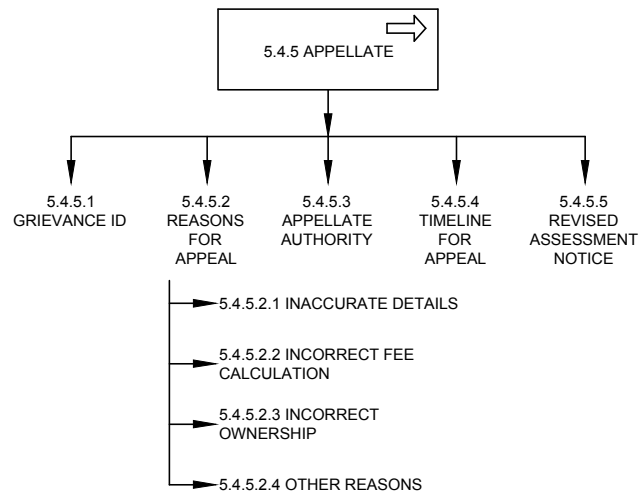 5.4.5 APPELLATE
5.4.5.1
GRIEVANCE ID
5.4.5.2
REASONS
FOR
APPEAL
5.4.5.3
APPELLATE
AUTHORITY
5.4.5.4
TIMELINE
FOR
APPEAL
5.4.5.5
REVISED
ASSESSMENT
NOTICE
5.4.5.2.1 INACCURATE DETAILS
5.4.5.2.2 INCORRECT FEE
CALCULATION
5.4.5.2.3 INCORRECT
OWNERSHIP
5.4.5.2.4 OTHER REASONS